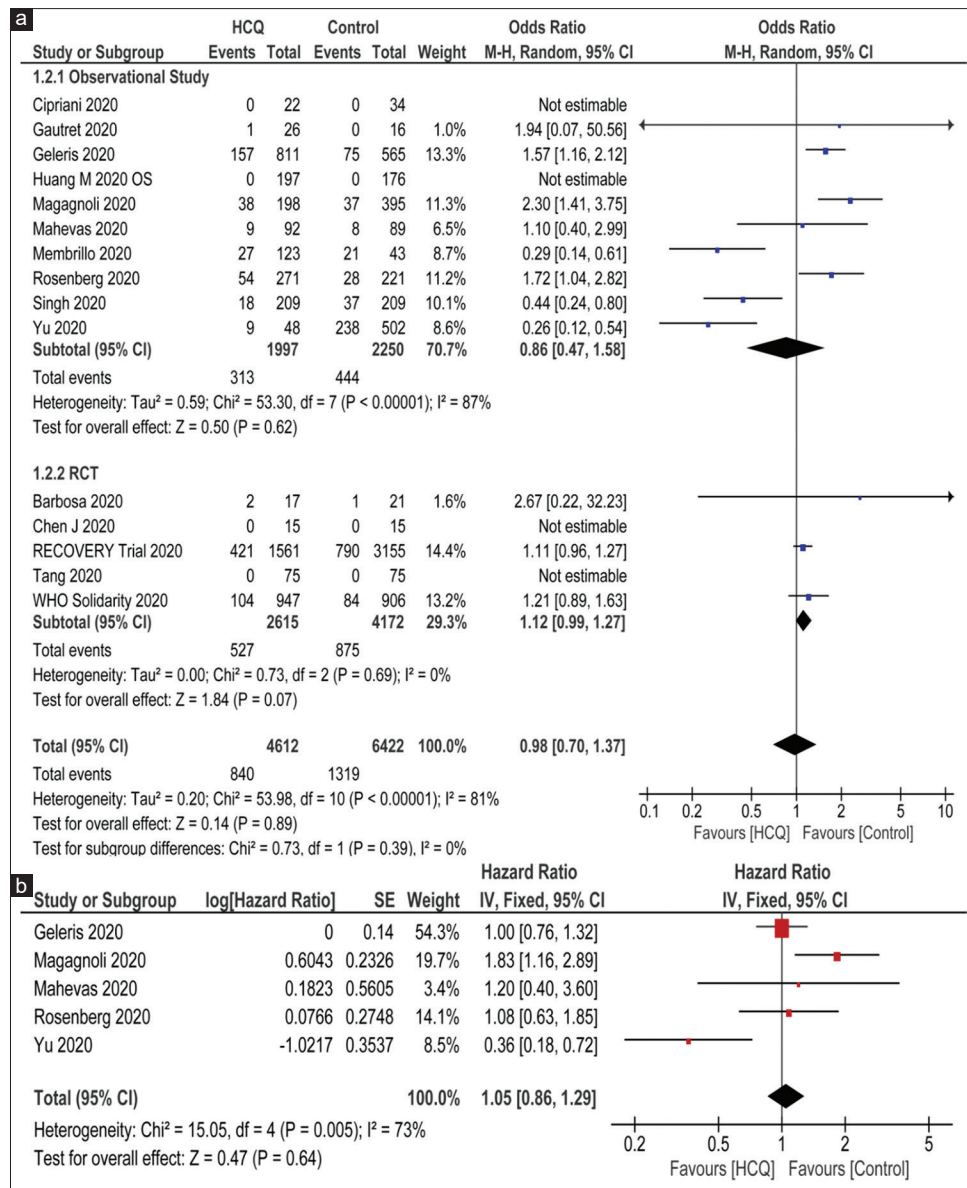 a
HCQ Control Odds Ratio Odds Ratio
Study or Subgroup Events Total Events Total Weight M-H, Random, 95% CI M-H, Random, 95% CI
1.2.1 Observational Study
Cipriani 2020 0 22 0 34 Not estimable
Gautret 2020 1 26 0 16 1.0% 1.94 [0.07, 50.56]
Geleris 2020 157 811 75 565 13.3% 1.57 [1.16, 2.12]
Huang M 2020 OS 0 197 0 176 Not estimable
Magagnoli 2020 38 198 37 395 11.3% 2.30 [1.41, 3.75]
Mahevas 2020 9 92 8 89 6.5% 1.10 [0.40, 2.99]
Membrillo 2020 27 123 21 43 8.7% 0.29 [0.14, 0.61]
Rosenberg 2020 54 271 28 221 11.2% 1.72 [1.04, 2.82]
Singh 2020 18 209 37 209 10.1% 0.44 [0.24, 0.80]
Yu 2020 9 48 238 502 8.6% 0.26 [0.12, 0.54]
Subtotal (95% CI) 1997 2250 70.7% 0.86 [0.47, 1.58]
Total events 313 444
Heterogeneity: Tau² = 0.59; Chi² = 53.30, df = 7 (P < 0.00001); I² = 87%
Test for overall effect: Z = 0.50 (P = 0.62)
1.2.2 RCT
Barbosa 2020 2 17 1 21 1.6% 2.67 [0.22, 32.23]
Chen J 2020 0 15 0 15 Not estimable
RECOVERY Trial 2020 421 1561 790 3155 14.4% 1.11 [0.96, 1.27]
Tang 2020 0 75 0 75 Not estimable
WHO Solidarity 2020 104 947 84 906 13.2% 1.21 [0.89, 1.63]
Subtotal (95% CI) 2615 4172 29.3% 1.12 [0.99, 1.27]
Total events 527 875
Heterogeneity: Tau² = 0.00; Chi² = 0.73, df = 2 (P = 0.69); I² = 0%
Test for overall effect: Z = 1.84 (P = 0.07)
Total (95% CI) 4612 6422 100.0% 0.98 [0.70, 1.37]
Total events 840 1319
Heterogeneity: Tau² = 0.20; Chi² = 53.98, df = 10 (P < 0.00001); I² = 81%
Test for overall effect: Z = 0.14 (P = 0.89)
Test for subgroup differences: Chi² = 0.73, df = 1 (P = 0.39), I² = 0%
0.1 0.2 0.5 1 2 5 10
Favours [HCQ] Favours [Control]
b
Hazard Ratio Hazard Ratio
Study or Subgroup log[Hazard Ratio] SE Weight IV, Fixed, 95% CI IV, Fixed, 95% CI
Geleris 2020 0 0.14 54.3% 1.00 [0.76, 1.32]
Magagnoli 2020 0.6043 0.2326 19.7% 1.83 [1.16, 2.89]
Mahevas 2020 0.1823 0.5605 3.4% 1.20 [0.40, 3.60]
Rosenberg 2020 0.0766 0.2748 14.1% 1.08 [0.63, 1.85]
Yu 2020 -1.0217 0.3537 8.5% 0.36 [0.18, 0.72]
Total (95% CI) 100.0% 1.05 [0.86, 1.29]
Heterogeneity: Chi² = 15.05, df = 4 (P = 0.005); I² = 73%
Test for overall effect: Z = 0.47 (P = 0.64)
0.2 0.5 1 2 5
Favours [HCQ] Favours [Control]